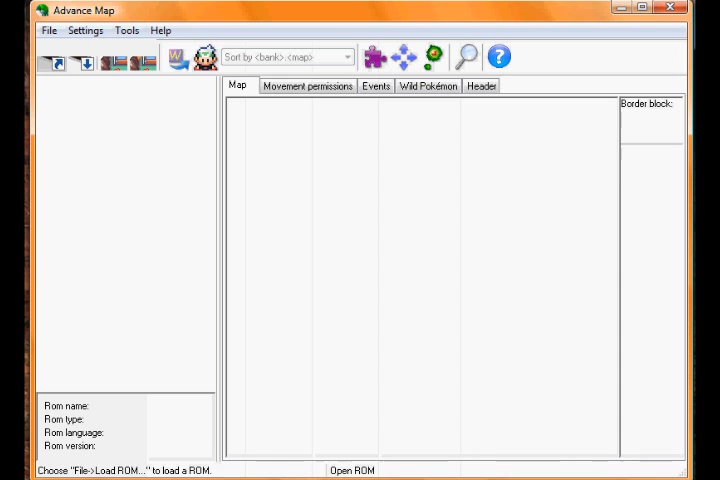 Advance Map
File Settings Tools Help
Sort by <bank>.<map>
Map Movement permissions Events Wild Pokémon Header
Border block:
Rom name:
Rom type:
Rom language:
Rom version:
Choose "File->Load ROM..." to load a ROM. Open ROM